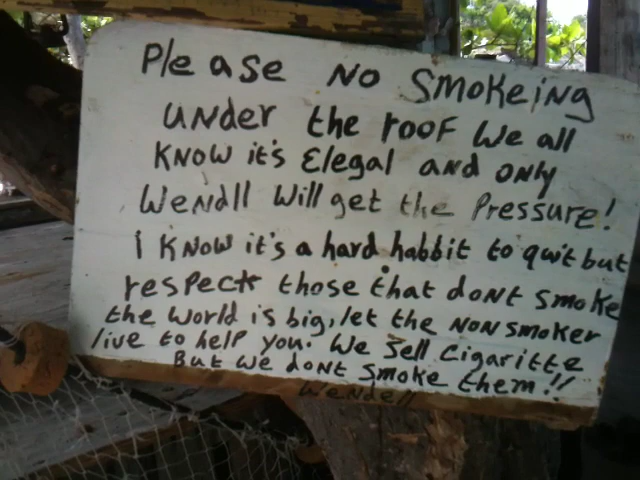 Please No Smokeing
under the roof we all
know it's Elegal and only
Wendll will get the Pressure!
I know it's a hard habbit to quit but
respect those that dont smoke
the world is big, let the non smoker
live to help you. We Sell Cigaritte
But we dont smoke them!!
Wendell